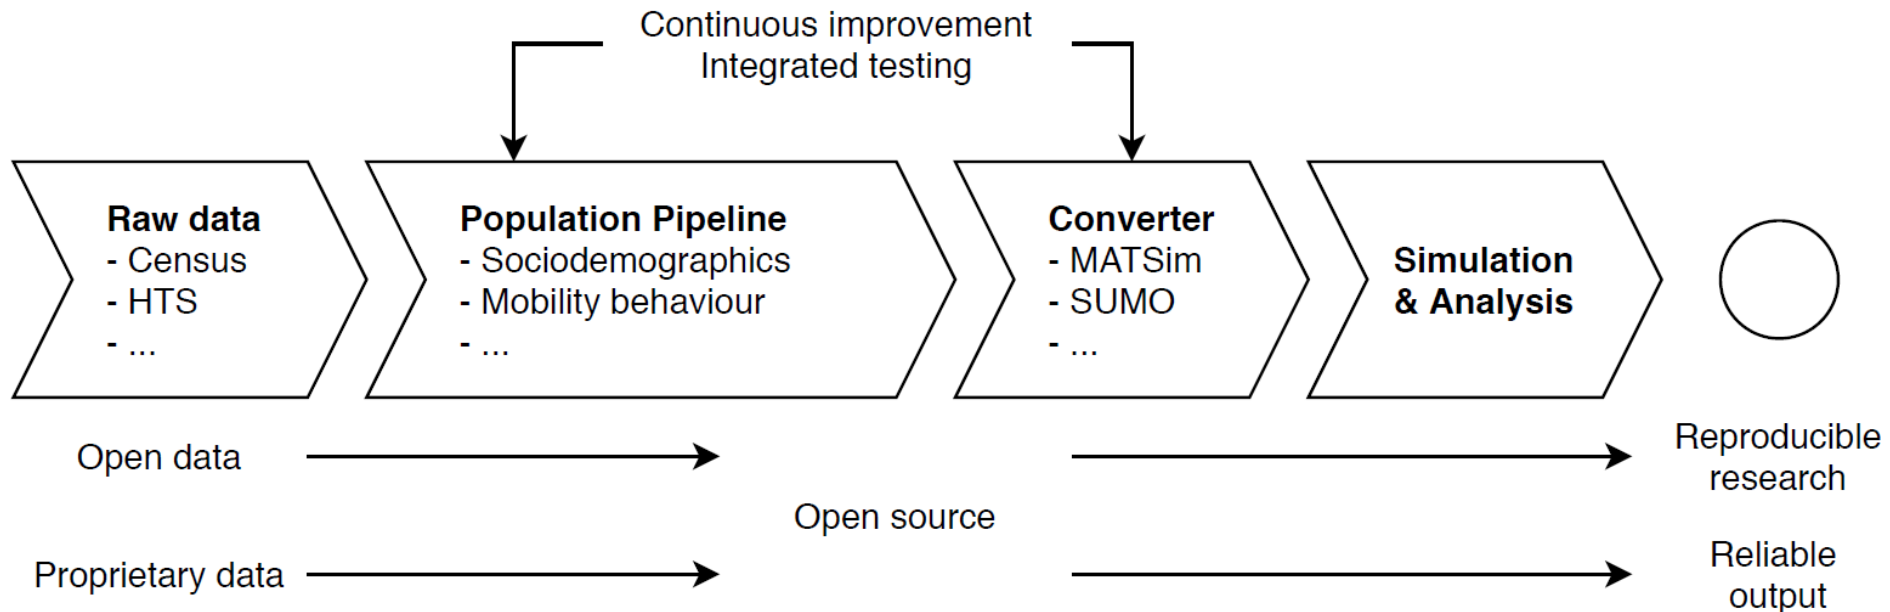 Continuous improvement
Integrated testing
Raw data
- Census
- HTS
- ...
Population Pipeline
- Sociodemographics
- Mobility behaviour
- ...
Converter
- MATSim
- SUMO
- ...
Simulation
& Analysis
Open data
Reproducible
research
Open source
Proprietary data
Reliable
output